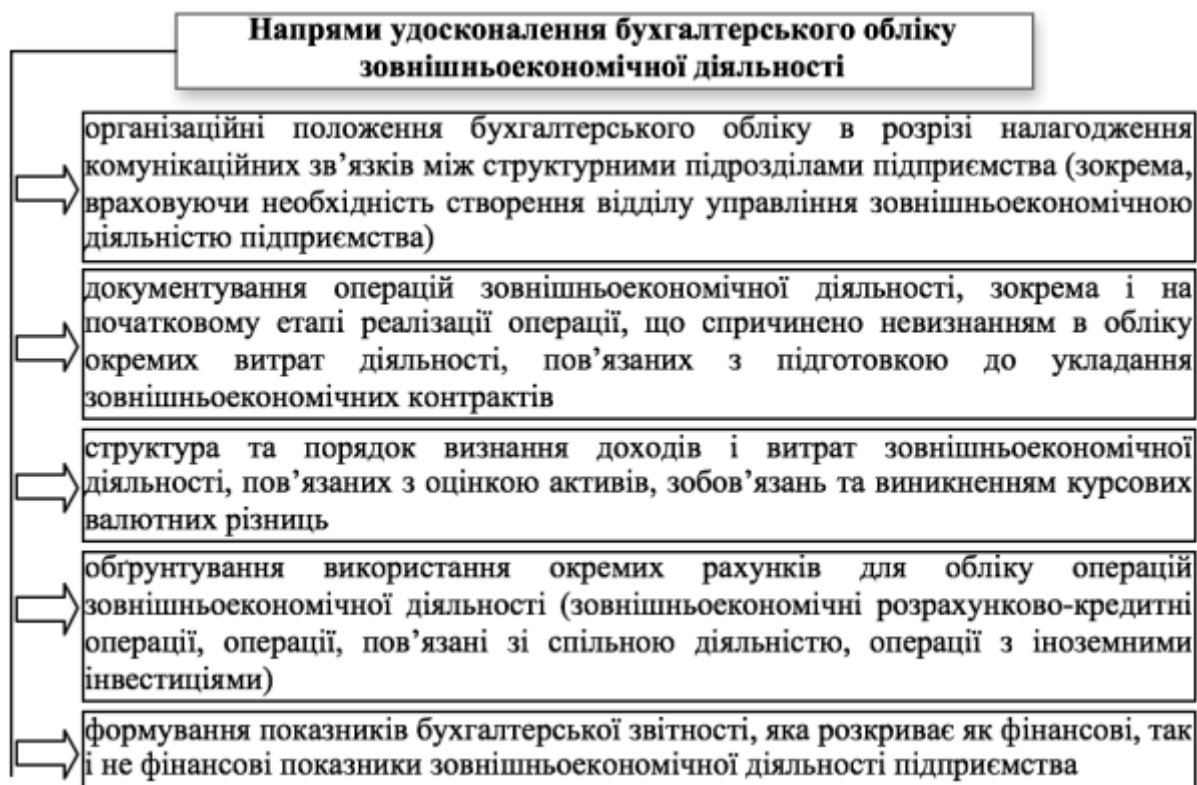 Напрями удосконалення бухгалтерського обліку
зовнішньоекономічної діяльності
організаційні положення бухгалтерського обліку в розрізі налагодження
комунікаційних зв’язків між структурними підрозділами підприємства (зокрема,
враховуючи необхідність створення відділу управління зовнішньоекономічною
діяльністю підприємства)
документування операцій зовнішньоекономічної діяльності, зокрема і на
початковому етапі реалізації операції, що спричинено невизнанням в обліку
окремих витрат діяльності, пов’язаних з підготовкою до укладання
зовнішньоекономічних контрактів
структура та порядок визнання доходів і витрат зовнішньоекономічної
діяльності, пов’язаних з оцінкою активів, зобов’язань та виникненням курсових
валютних різниць
обґрунтування використання окремих рахунків для обліку операцій
зовнішньоекономічної діяльності (зовнішньоекономічні розрахунково-кредитні
операції, операції, пов’язані зі спільною діяльністю, операції з іноземними
інвестиціями)
формування показників бухгалтерської звітності, яка розкриває як фінансові, так
і не фінансові показники зовнішньоекономічної діяльності підприємства